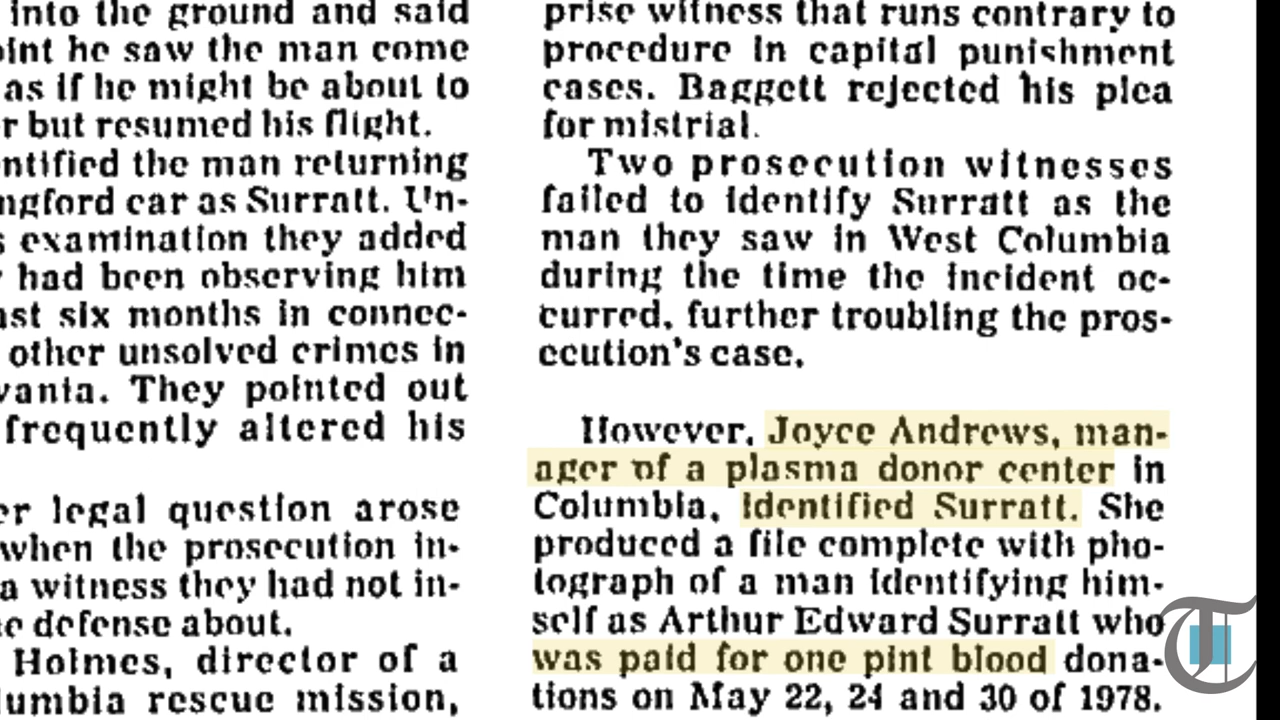 into the ground and said
oint he saw the man come
as if he might be about to
r but resumed his flight.
ntified the man returning
ngford car as Surratt. Un-
s examination they added
had been observing him
ast six months in connec-
other unsolved crimes in
vania. They pointed out
frequently altered his
er legal question arose
when the prosecution in-
a witness they had not in-
e defense about.
Holmes, director of a
lumbia rescue mission,
prise witness that runs contrary to
procedure in capital punishment
cases. Baggett rejected his plea
for mistrial.
Two prosecution witnesses
failed to identify Surratt as the
man they saw in West Columbia
during the time the incident oc-
curred, further troubling the pros-
ecution's case.
However, Joyce Andrews, man-
ager of a plasma donor center in
Columbia, identified Surratt. She
produced a file complete with pho-
tograph of a man identifying him-
self as Arthur Edward Surratt who
was paid for one pint blood dona-
tions on May 22, 24 and 30 of 1978.
T